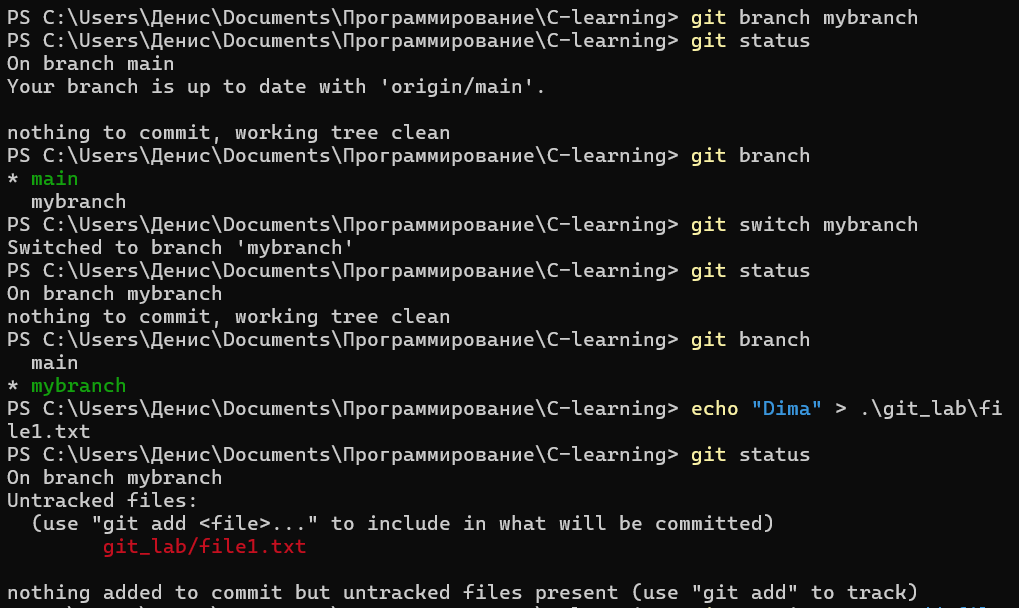 PS C:\Users\Денис\Documents\Программирование\C-learning> git branch mybranch
PS C:\Users\Денис\Documents\Программирование\C-learning> git status
On branch main
Your branch is up to date with 'origin/main'.
nothing to commit, working tree clean
PS C:\Users\Денис\Documents\Программирование\C-learning> git branch
* main
  mybranch
PS C:\Users\Денис\Documents\Программирование\C-learning> git switch mybranch
Switched to branch 'mybranch'
PS C:\Users\Денис\Documents\Программирование\C-learning> git status
On branch mybranch
nothing to commit, working tree clean
PS C:\Users\Денис\Documents\Программирование\C-learning> git branch
  main
* mybranch
PS C:\Users\Денис\Documents\Программирование\C-learning> echo "Dima" > .\git_lab\fi
le1.txt
PS C:\Users\Денис\Documents\Программирование\C-learning> git status
On branch mybranch
Untracked files:
  (use "git add <file>..." to include in what will be committed)
        git_lab/file1.txt
nothing added to commit but untracked files present (use "git add" to track)